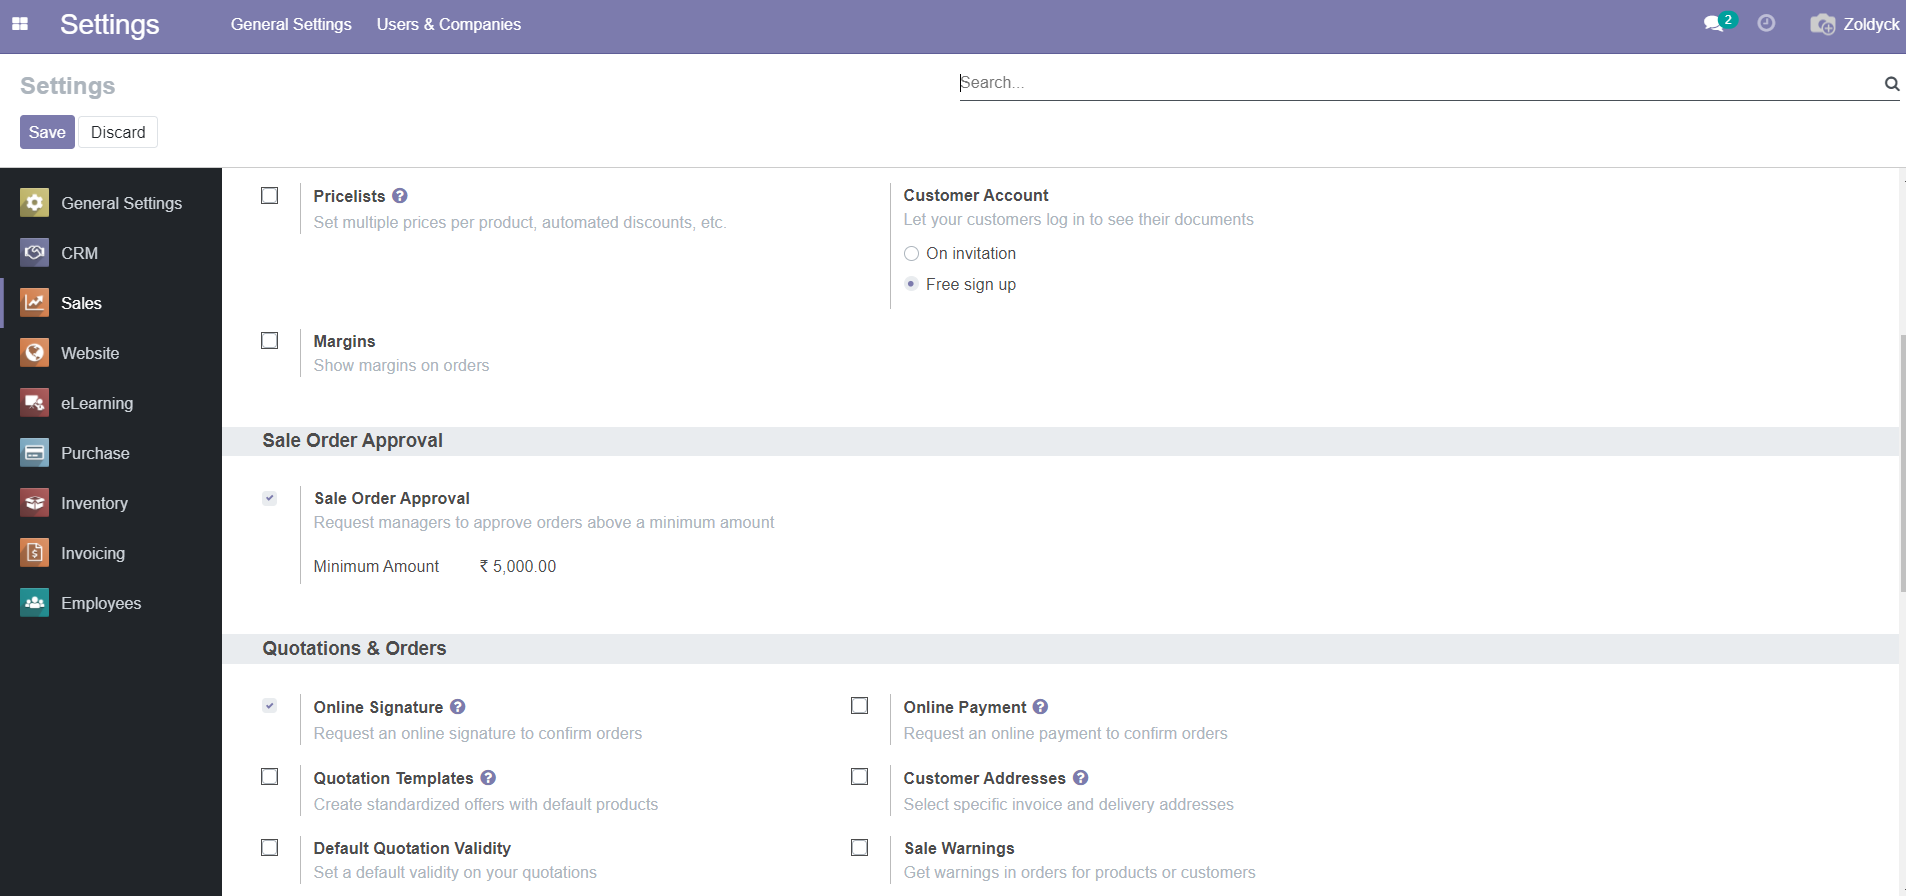 Settings
General Settings
Users & Companies
2
Zoldyck
Settings
Search...
Save
Discard
General Settings
CRM
Sales
Website
eLearning
Purchase
Inventory
Invoicing
Employees
Pricelists ?
Set multiple prices per product, automated discounts, etc.
Customer Account
Let your customers log in to see their documents
On invitation
Free sign up
Margins
Show margins on orders
Sale Order Approval
Sale Order Approval
Request managers to approve orders above a minimum amount
Minimum Amount ₹ 5,000.00
Quotations & Orders
Online Signature ?
Request an online signature to confirm orders
Online Payment ?
Request an online payment to confirm orders
Quotation Templates ?
Create standardized offers with default products
Customer Addresses ?
Select specific invoice and delivery addresses
Default Quotation Validity
Set a default validity on your quotations
Sale Warnings
Get warnings in orders for products or customers